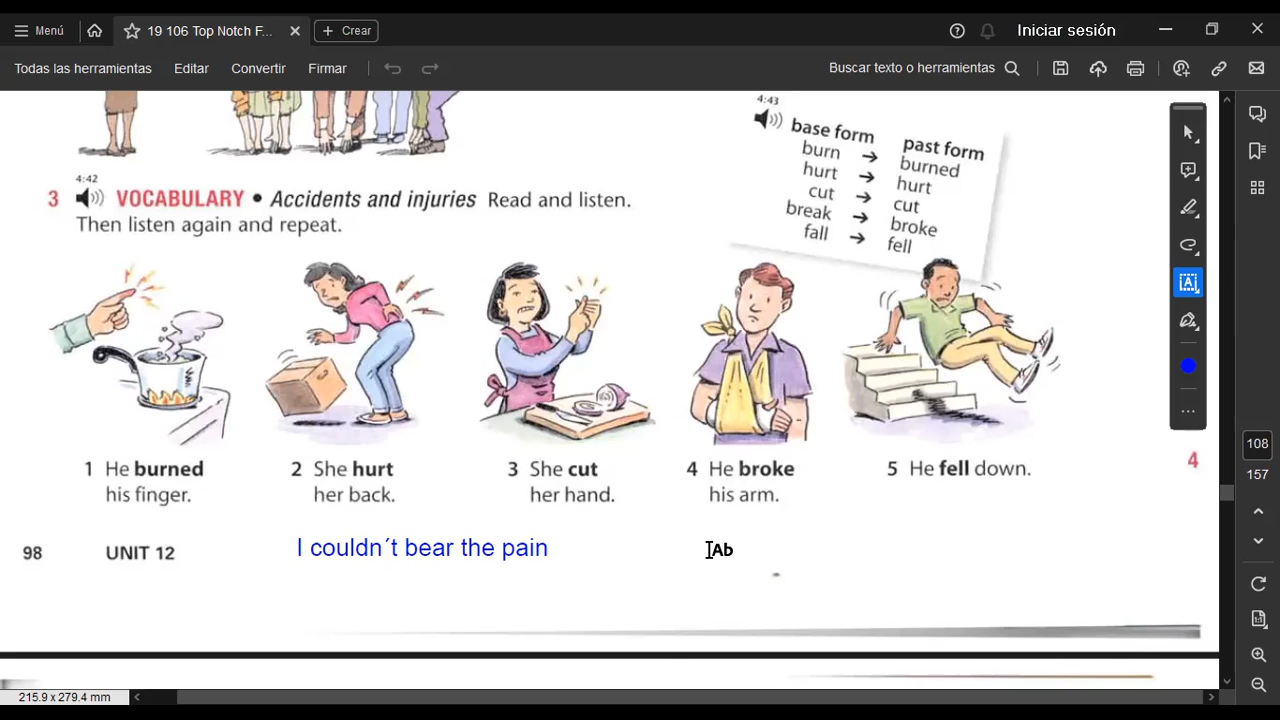 Menú
19 106 Top Notch F...
Crear
Iniciar sesión
Todas las herramientas
Editar
Convertir
Firmar
Buscar texto o herramientas
4:43
base form past form
burn → burned
hurt → hurt
cut → cut
break → broke
fall → fell
4:42
3 VOCABULARY • Accidents and injuries Read and listen.
Then listen again and repeat.
1 He burned
his finger.
2 She hurt
her back.
3 She cut
her hand.
4 He broke
his arm.
5 He fell down.
4
98 UNIT 12
I couldn´t bear the pain
Ab
108
157
215.9 x 279.4 mm